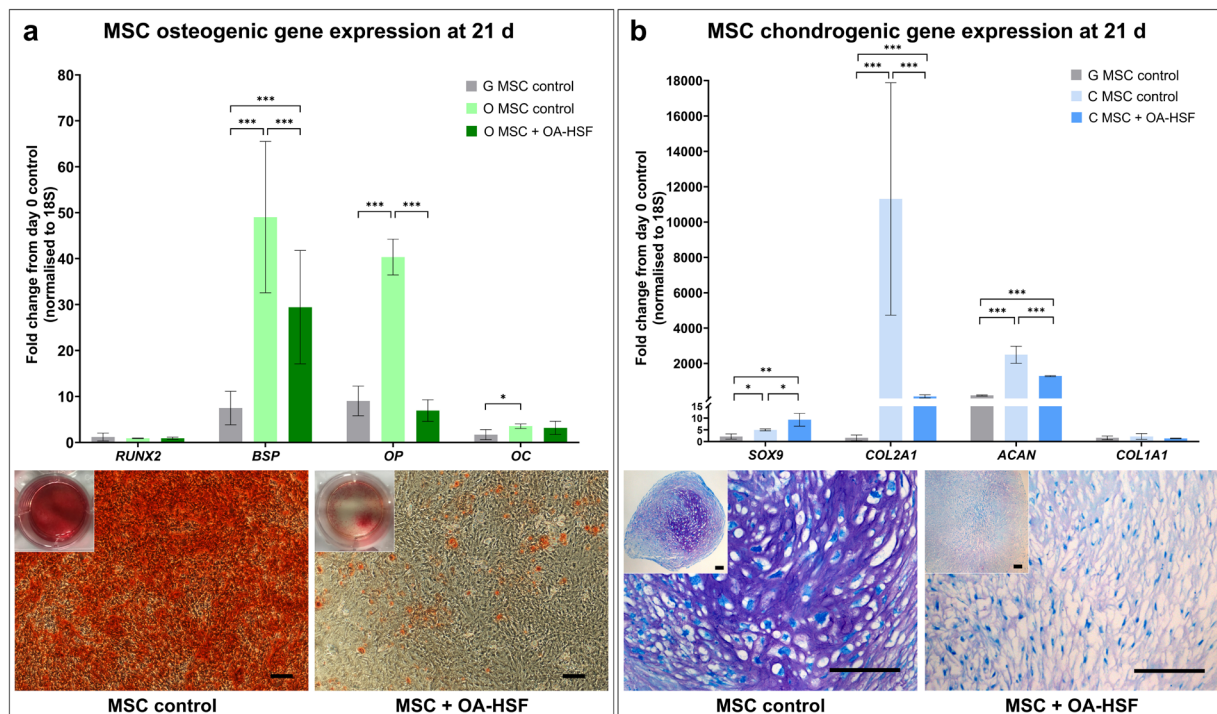 a
MSC osteogenic gene expression at 21 d
Fold change from day 0 control
(normalised to 18S)
80
70
60
50
40
30
20
10
0
***
***
***
***
***
*
G MSC control
O MSC control
O MSC + OA-HSF
RUNX2
BSP
OP
OC
MSC control
MSC + OA-HSF
b
MSC chondrogenic gene expression at 21 d
Fold change from day 0 control
(normalised to 18S)
18000
16000
14000
12000
10000
8000
6000
4000
2000
15
10
5
0
***
***
***
**
*
*
***
***
***
G MSC control
C MSC control
C MSC + OA-HSF
SOX9
COL2A1
ACAN
COL1A1
MSC control
MSC + OA-HSF